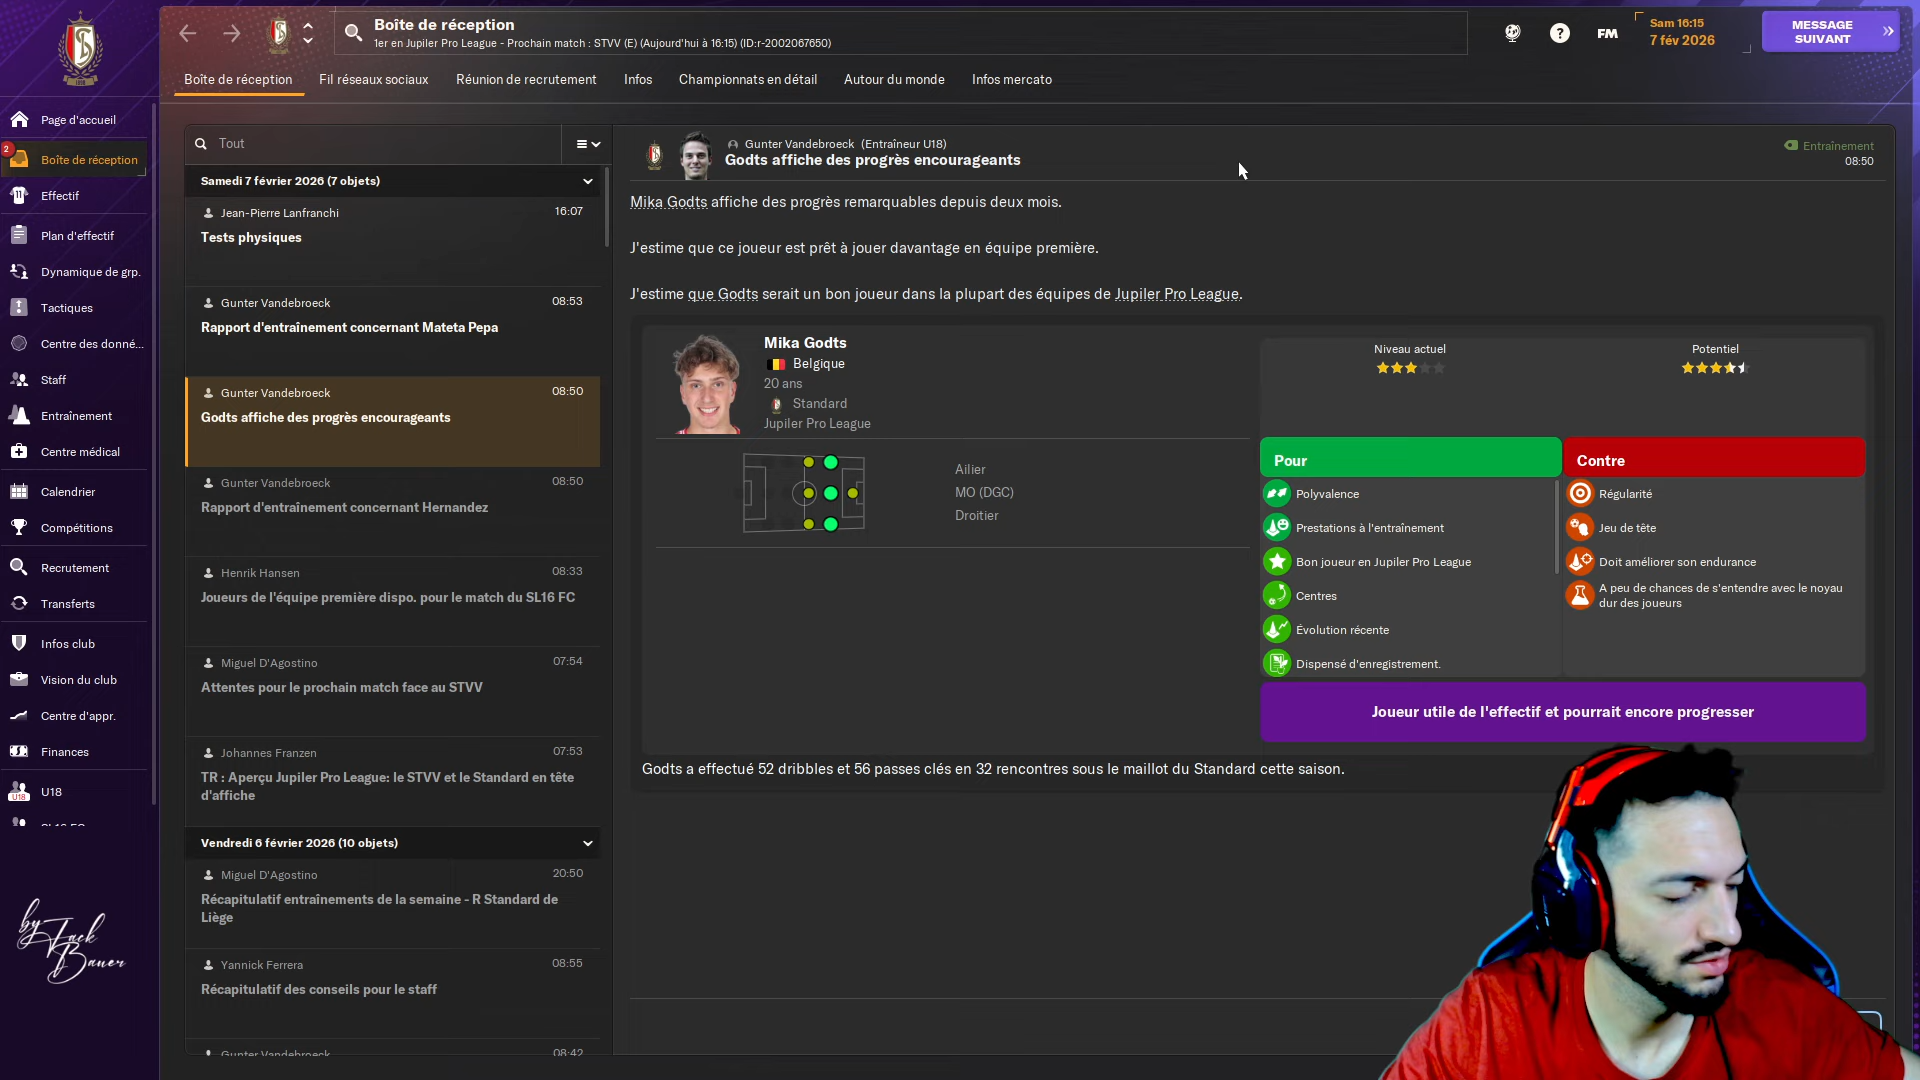 Boîte de réception
1er en Jupiler Pro League - Prochain match : STVV (E) (Aujourd'hui à 16:15) (ID:r-2002067650)
FM
Sam 16:15
7 fév 2026
MESSAGE
SUIVANT
Boîte de réception
Fil réseaux sociaux
Réunion de recrutement
Infos
Championnats en détail
Autour du monde
Infos mercato
Page d'accueil
2
Boîte de réception
Effectif
Plan d'effectif
Dynamique de grp.
Tactiques
Centre des donné...
Staff
Entraînement
Centre médical
Calendrier
Compétitions
Recrutement
Transferts
Infos club
Vision du club
Centre d'appr.
Finances
U18
U18
by Jack
Bauer
Tout
Samedi 7 février 2026 (7 objets)
Jean-Pierre Lanfranchi
16:07
Tests physiques
Gunter Vandebroeck
08:53
Rapport d'entraînement concernant Mateta Pepa
Gunter Vandebroeck
08:50
Godts affiche des progrès encourageants
Gunter Vandebroeck
08:50
Rapport d'entraînement concernant Hernandez
Henrik Hansen
08:33
Joueurs de l'équipe première dispo. pour le match du SL16 FC
Miguel D'Agostino
07:54
Attentes pour le prochain match face au STVV
Johannes Franzen
07:53
TR : Aperçu Jupiler Pro League: le STVV et le Standard en tête
d'affiche
Vendredi 6 février 2026 (10 objets)
Miguel D'Agostino
20:50
Récapitulatif entraînements de la semaine - R Standard de
Liège
Yannick Ferrera
08:55
Récapitulatif des conseils pour le staff
Gunter Vandebroeck
08:42
Gunter Vandebroeck (Entraîneur U18)
Godts affiche des progrès encourageants
Entraînement
08:50
Mika Godts affiche des progrès remarquables depuis deux mois.
J'estime que ce joueur est prêt à jouer davantage en équipe première.
J'estime que Godts serait un bon joueur dans la plupart des équipes de Jupiler Pro League.
Mika Godts
Belgique
20 ans
Standard
Jupiler Pro League
Ailier
MO (DGC)
Droitier
Niveau actuel
Potentiel
Pour
Polyvalence
Prestations à l'entraînement
Bon joueur en Jupiler Pro League
Centres
Évolution récente
Dispensé d'enregistrement.
Contre
Régularité
Jeu de tête
Doit améliorer son endurance
A peu de chances de s'entendre avec le noyau
dur des joueurs
Joueur utile de l'effectif et pourrait encore progresser
Godts a effectué 52 dribbles et 56 passes clés en 32 rencontres sous le maillot du Standard cette saison.